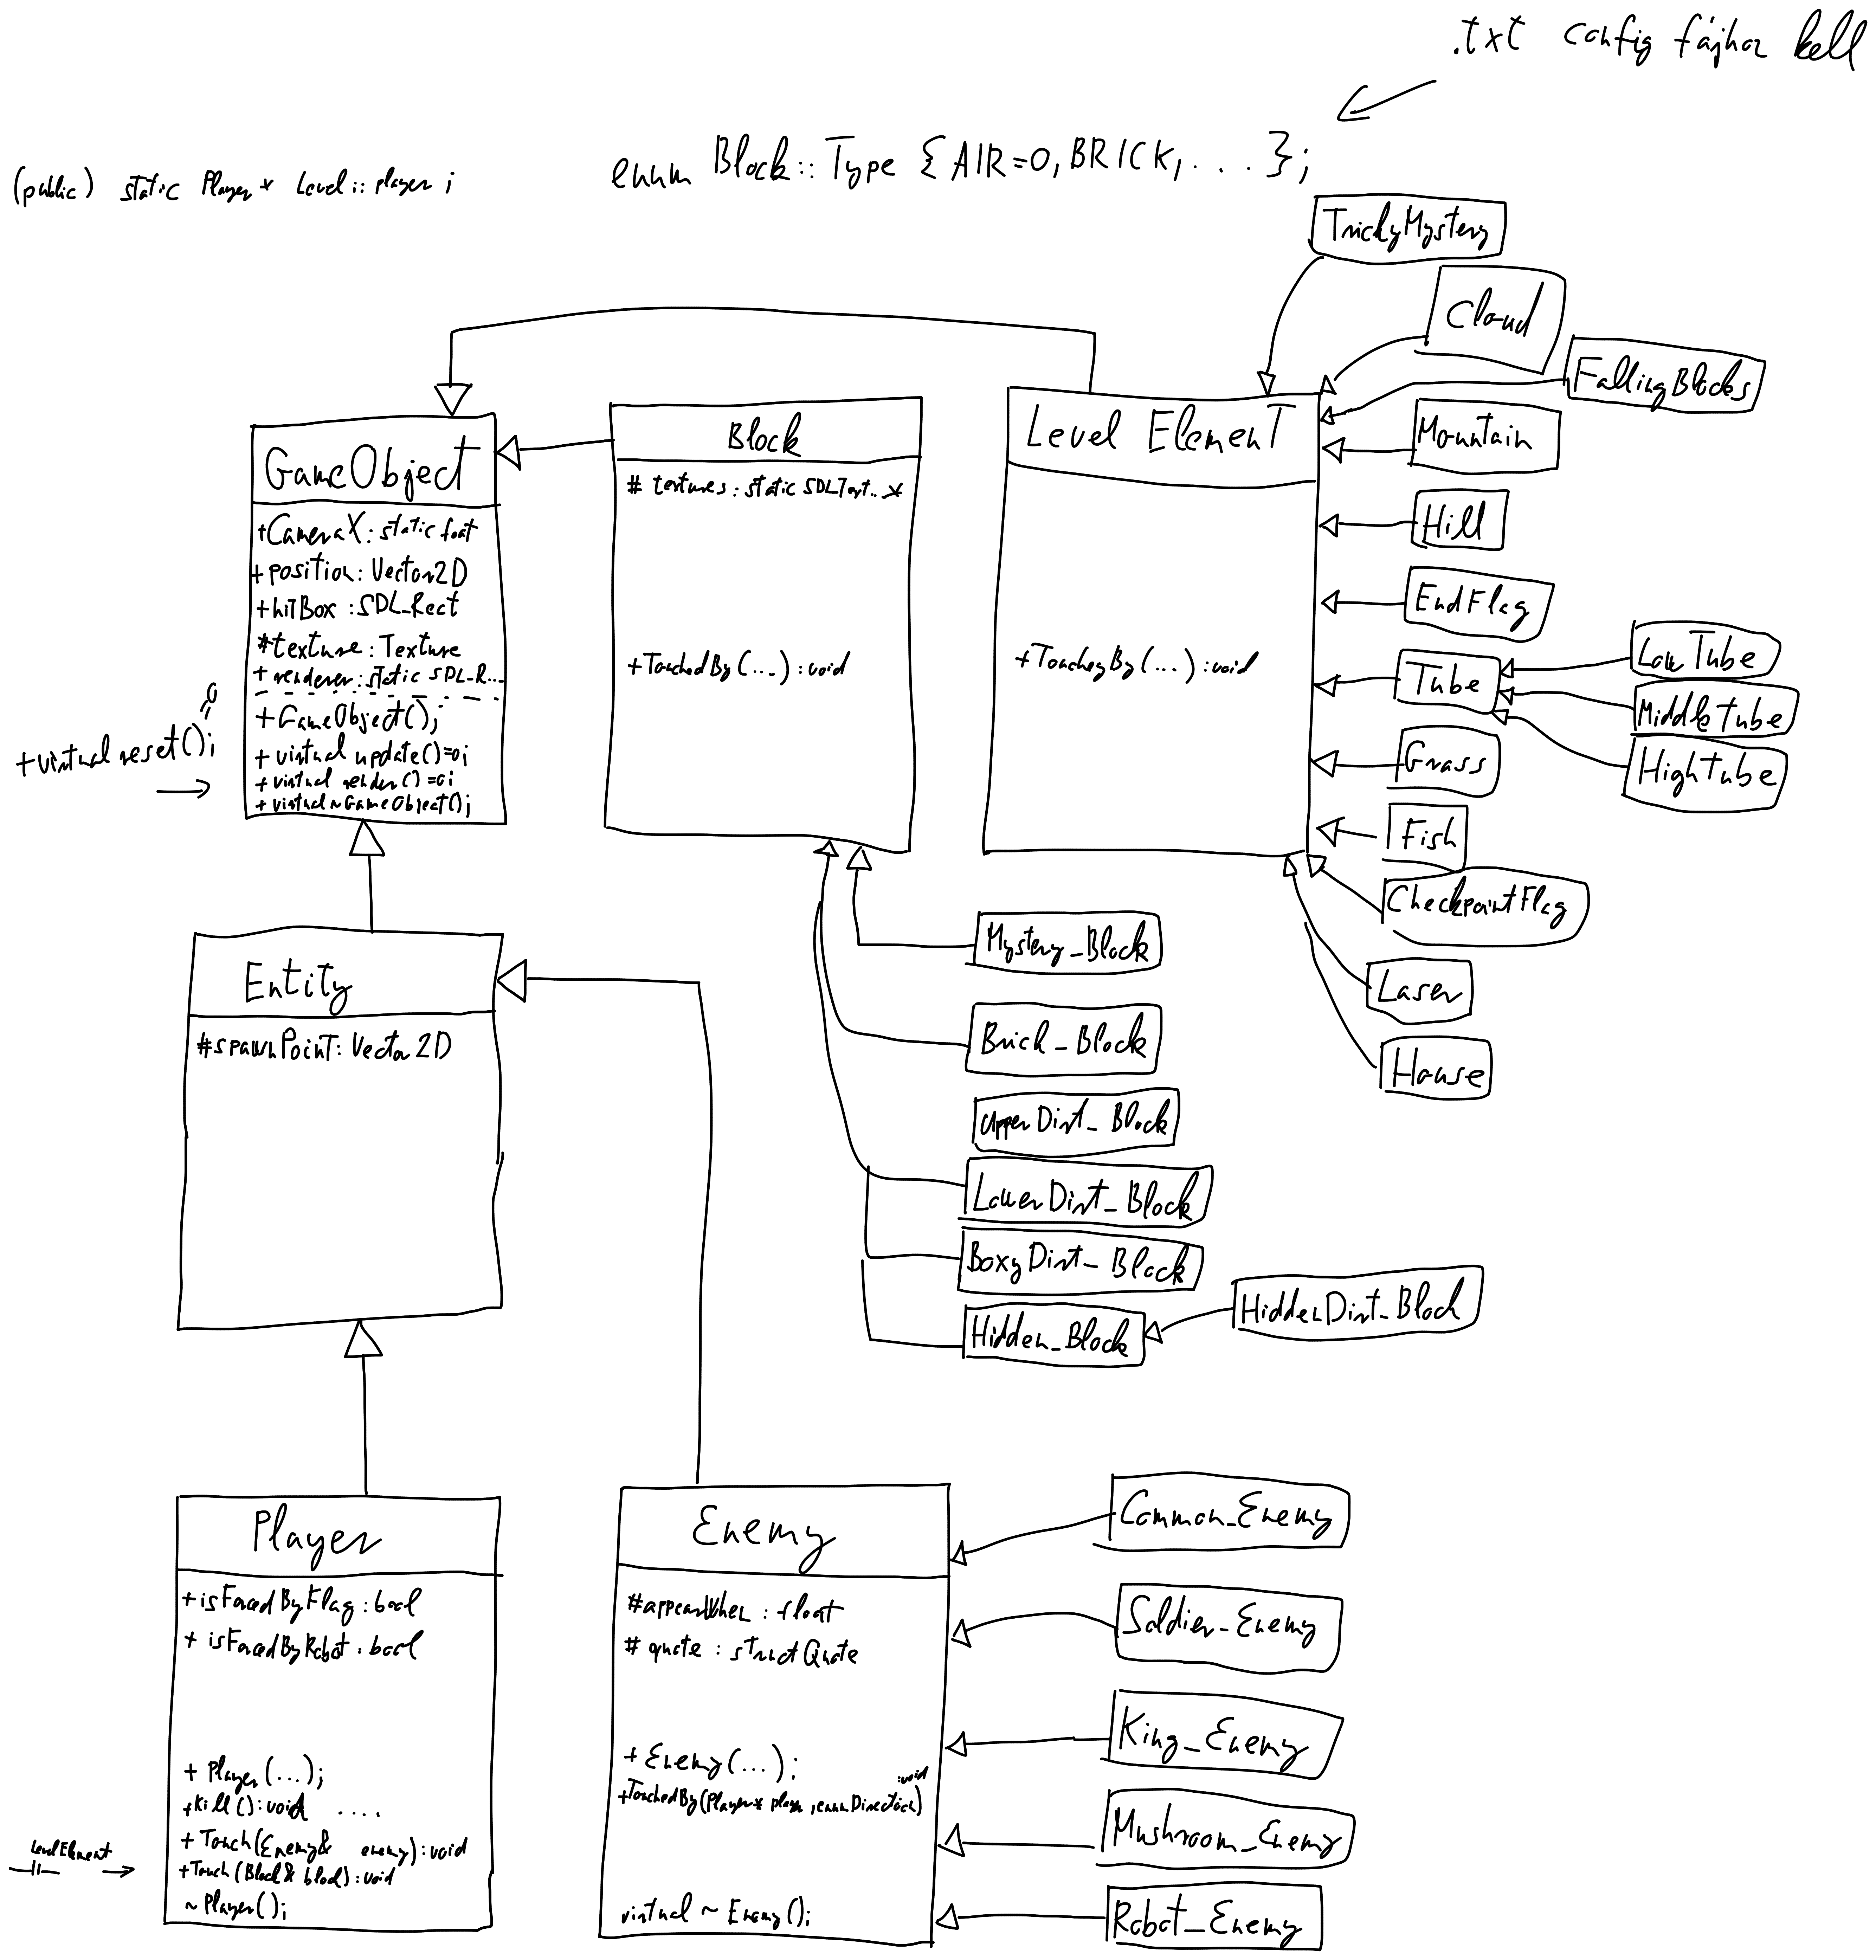 .txt config fájhoz kell
enum Block::Type {AIR=0, BRICK, . . . };
(public) static Player* Level::player;
TrickyMystery
Cloud
FallingBlocks
Mountain
Hill
EndFlag
Tube
LowTube
MiddleTube
HighTube
Grass
Fish
CheckpointFlag
Laser
House
Level Element
+TouchedBy(...):void
Block
# textures: static SDLText..*
+TouchedBy(...):void
GameObject
+CameraX: static float
+position: Vector2D
+hitBox: SDL_Rect
#texture: Texture
+renderer: static SDL_R...
+GameObject();
+virtual update()=0;
+virtual render()=0;
+virtual ~GameObject();
+virtual reset()=0;
Mystery_Block
Brick_Block
UpperDirt_Block
LowerDirt_Block
BoxyDirt_Block
Hidden_Block
HiddenDirt_Block
Entity
#spawnPoint: Vector2D
Player
+isForcedByFlag: bool
+ isForcedByRobot: bool
+ Player(...);
+Kill():void ....
+ Touch(Enemy& enemy):void
+Touch(Block& block):void
~Player();
LevelElement
-||-
Enemy
#appearWhen: float
# quote: struct Quote
+ Enemy(...);
+TouchedBy(Player* player, enum Direction) :void
virtual ~ Enemy();
Common_Enemy
Soldier_Enemy
King_Enemy
Mushroom_Enemy
Robot_Enemy